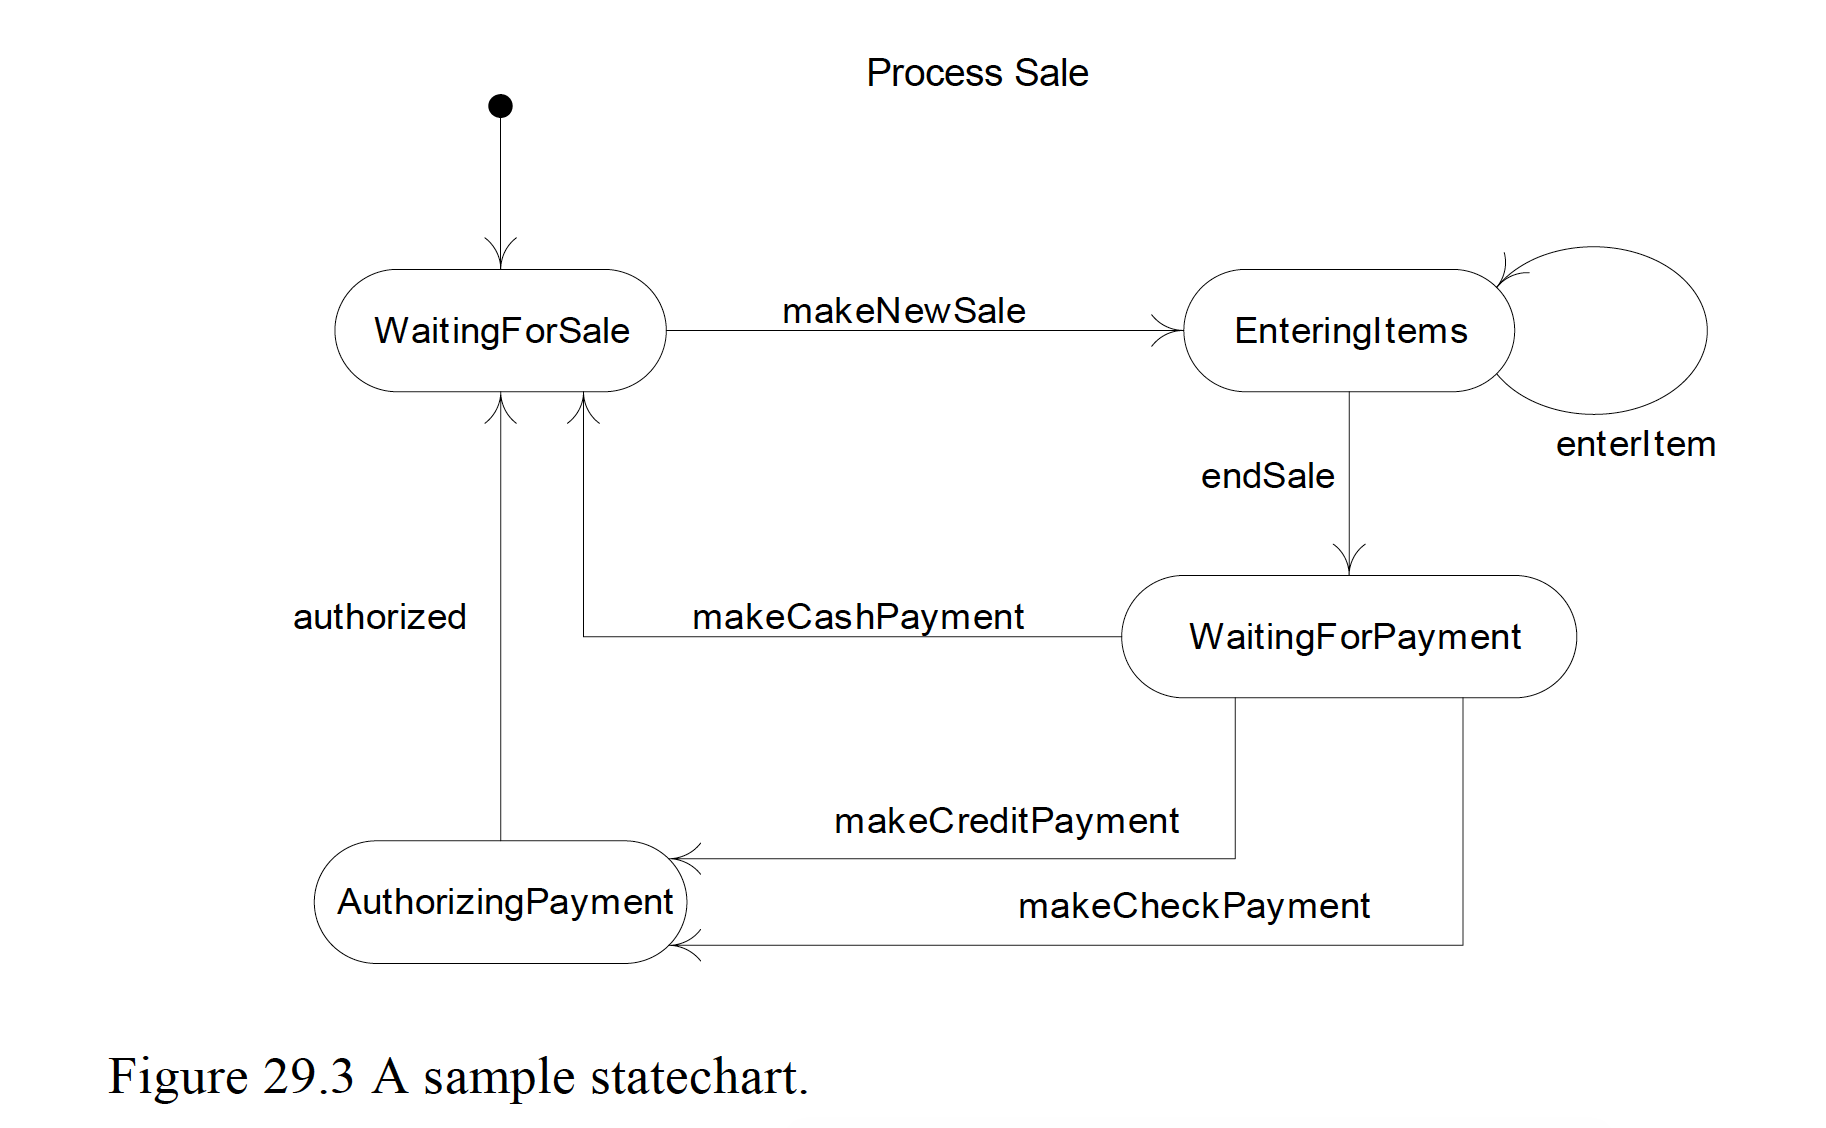 Process Sale
WaitingForSale
makeNewSale
EnteringItems
enterItem
endSale
authorized
makeCashPayment
WaitingForPayment
makeCreditPayment
AuthorizingPayment
makeCheckPayment
Figure 29.3 A sample statechart.